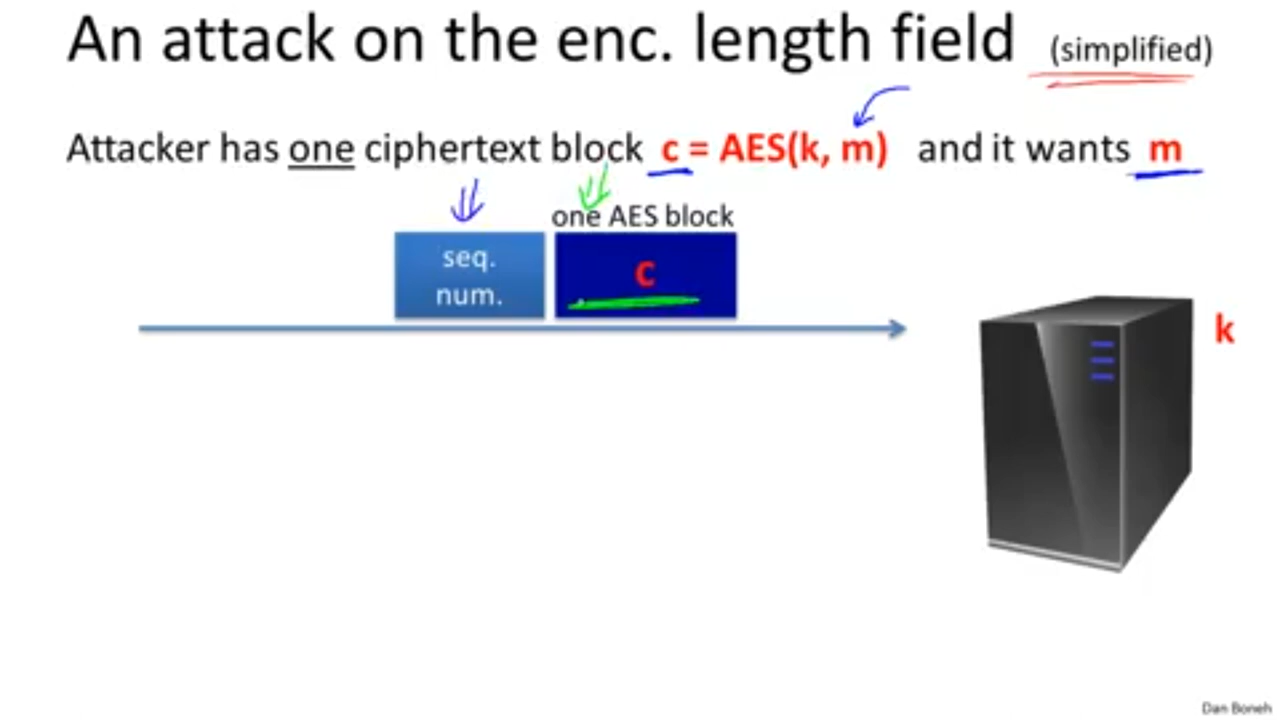 An attack on the enc. length field (simplified)
Attacker has one ciphertext block c = AES(k, m) and it wants m
one AES block
seq.
num.
c
k
Dan Boneh